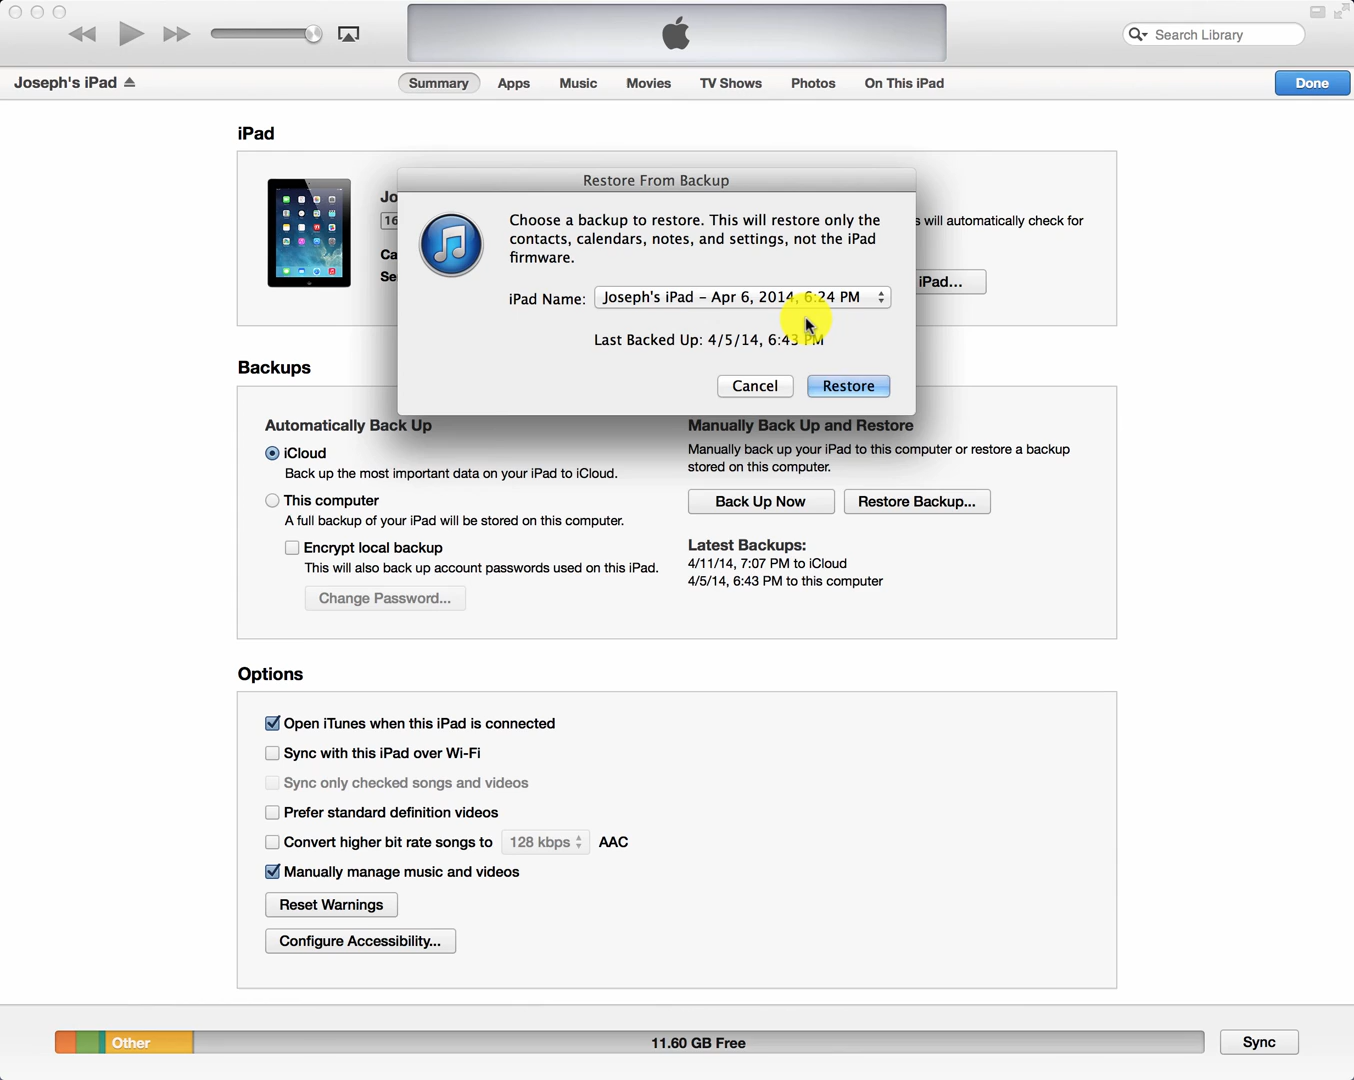 Search Library
Joseph's iPad
Summary
Apps
Music
Movies
TV Shows
Photos
On This iPad
Done
iPad
Restore From Backup
Choose a backup to restore. This will restore only the
contacts, calendars, notes, and settings, not the iPad
firmware.
iPad Name: Joseph's iPad – Apr 6, 2014, 6:24 PM
Last Backed Up: 4/5/14, 6:43 PM
Cancel
Restore
Jo
16
Ca
Se
s will automatically check for
iPad...
Backups
Automatically Back Up
iCloud
Back up the most important data on your iPad to iCloud.
This computer
A full backup of your iPad will be stored on this computer.
Encrypt local backup
This will also back up account passwords used on this iPad.
Change Password...
Manually Back Up and Restore
Manually back up your iPad to this computer or restore a backup
stored on this computer.
Back Up Now
Restore Backup...
Latest Backups:
4/11/14, 7:07 PM to iCloud
4/5/14, 6:43 PM to this computer
Options
Open iTunes when this iPad is connected
Sync with this iPad over Wi-Fi
Sync only checked songs and videos
Prefer standard definition videos
Convert higher bit rate songs to 128 kbps AAC
Manually manage music and videos
Reset Warnings
Configure Accessibility...
Other
11.60 GB Free
Sync